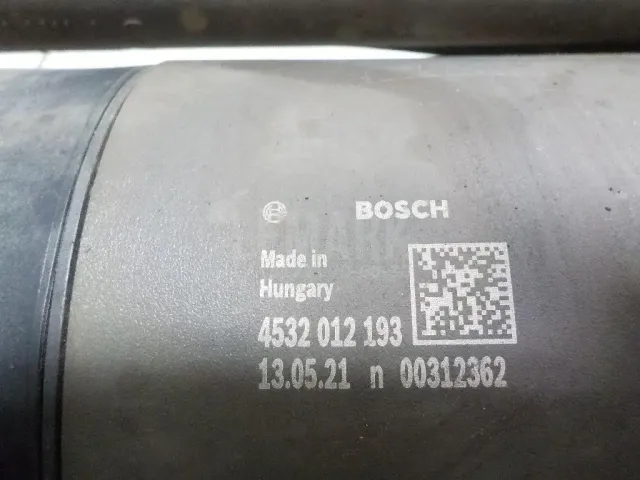 BOSCH
Made in
Hungary
4532 012 193
13.05.21 n 00312362